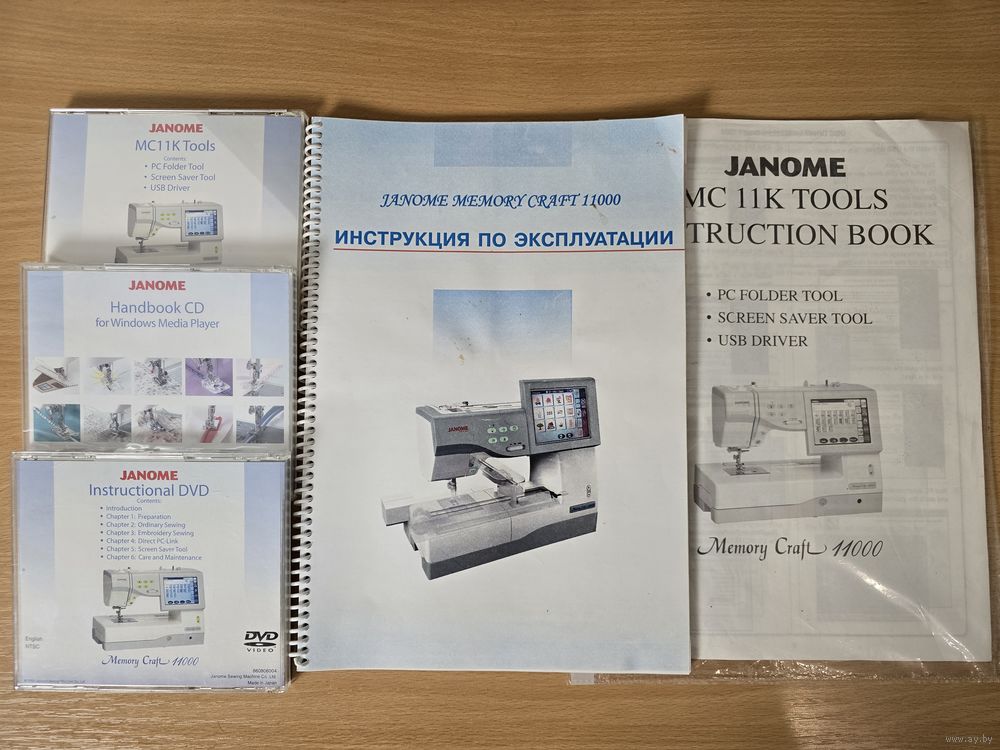 JANOME
MC11K Tools
Contents:
• PC Folder Tool
• Screen Saver Tool
• USB Driver
JANOME
Handbook CD
for Windows Media Player
JANOME
Instructional DVD
Contents:
• Introduction
• Chapter 1: Preparation
• Chapter 2: Ordinary Sewing
• Chapter 3: Embroidery Sewing
• Chapter 4: Direct PC-Link
• Chapter 5: Screen Saver Tool
• Chapter 6: Care and Maintenance
English
NTSC
Memory Craft 11000
DVD
VIDEO
860806004
Janome Sewing Machine Co. Ltd.
Made in Japan
JANOME MEMORY CRAFT 11000
ИНСТРУКЦИЯ ПО ЭКСПЛУАТАЦИИ
JANOME
JANOME
MC 11K TOOLS
TRUCTION BOOK
• PC FOLDER TOOL
• SCREEN SAVER TOOL
• USB DRIVER
Memory Craft 11000
www.ay.by